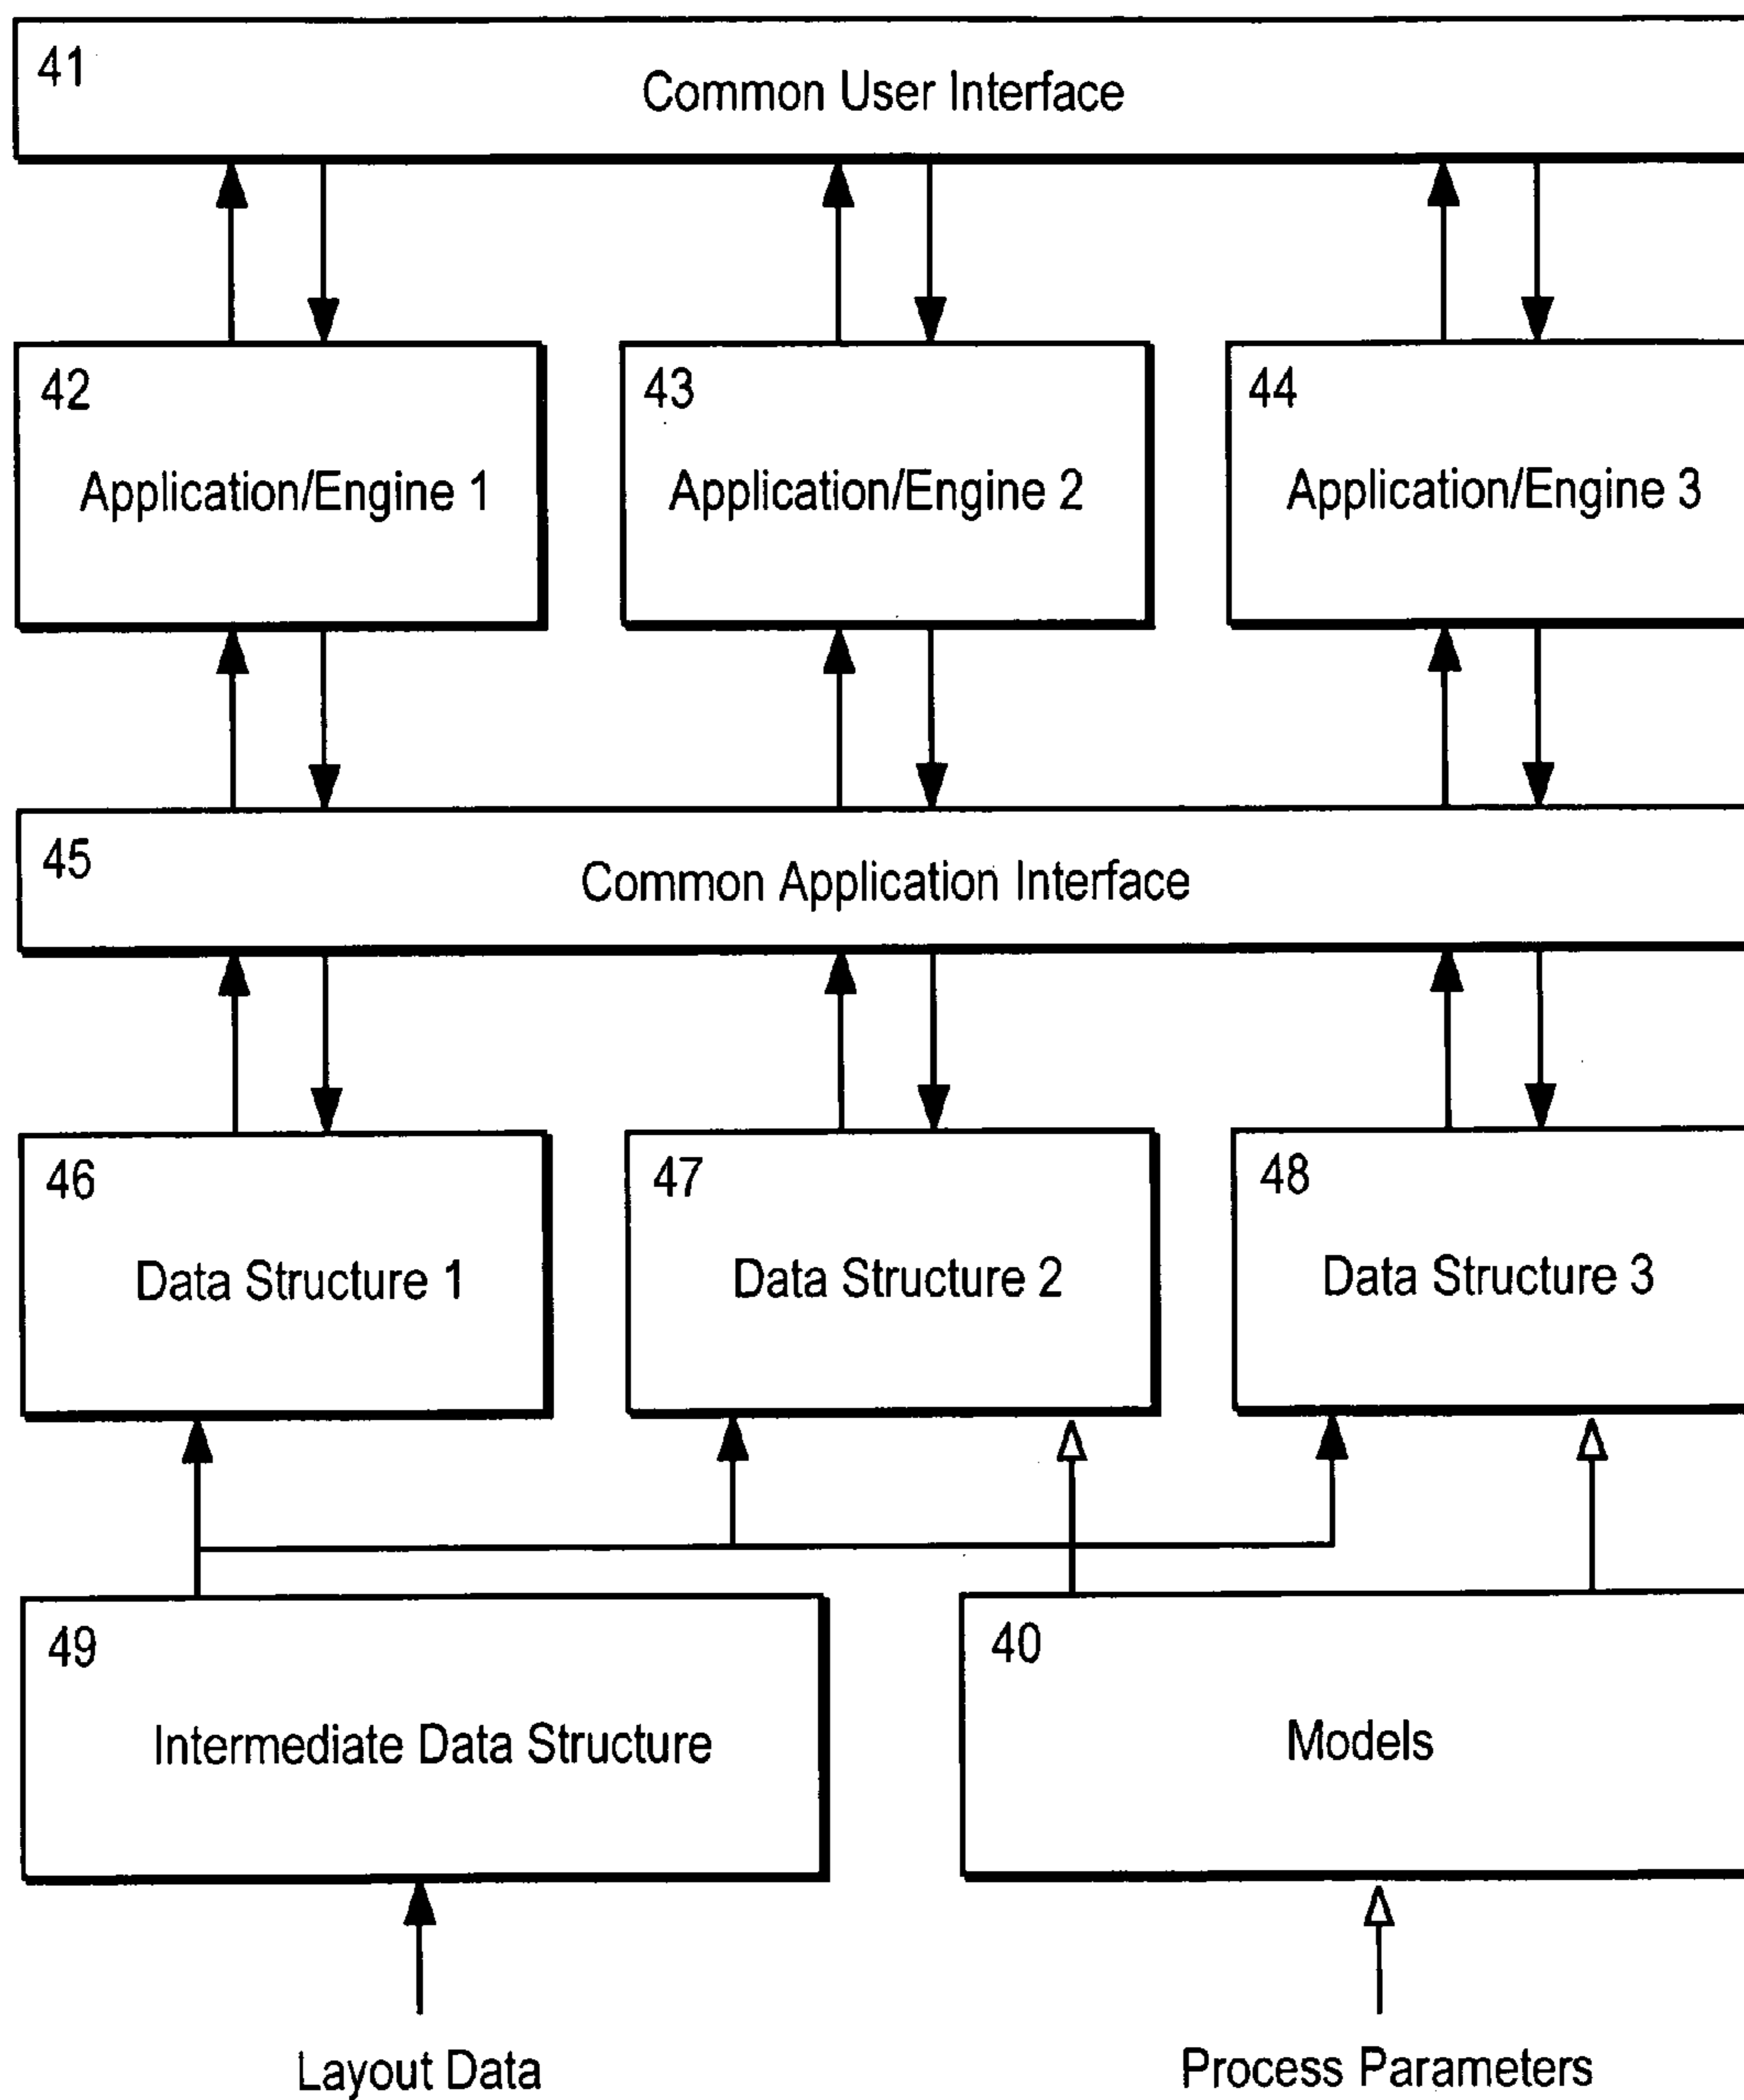 41
Common User Interface
42
Application/Engine 1
43
Application/Engine 2
44
Application/Engine 3
45
Common Application Interface
46
Data Structure 1
47
Data Structure 2
48
Data Structure 3
49
Intermediate Data Structure
40
Models
Layout Data
Process Parameters